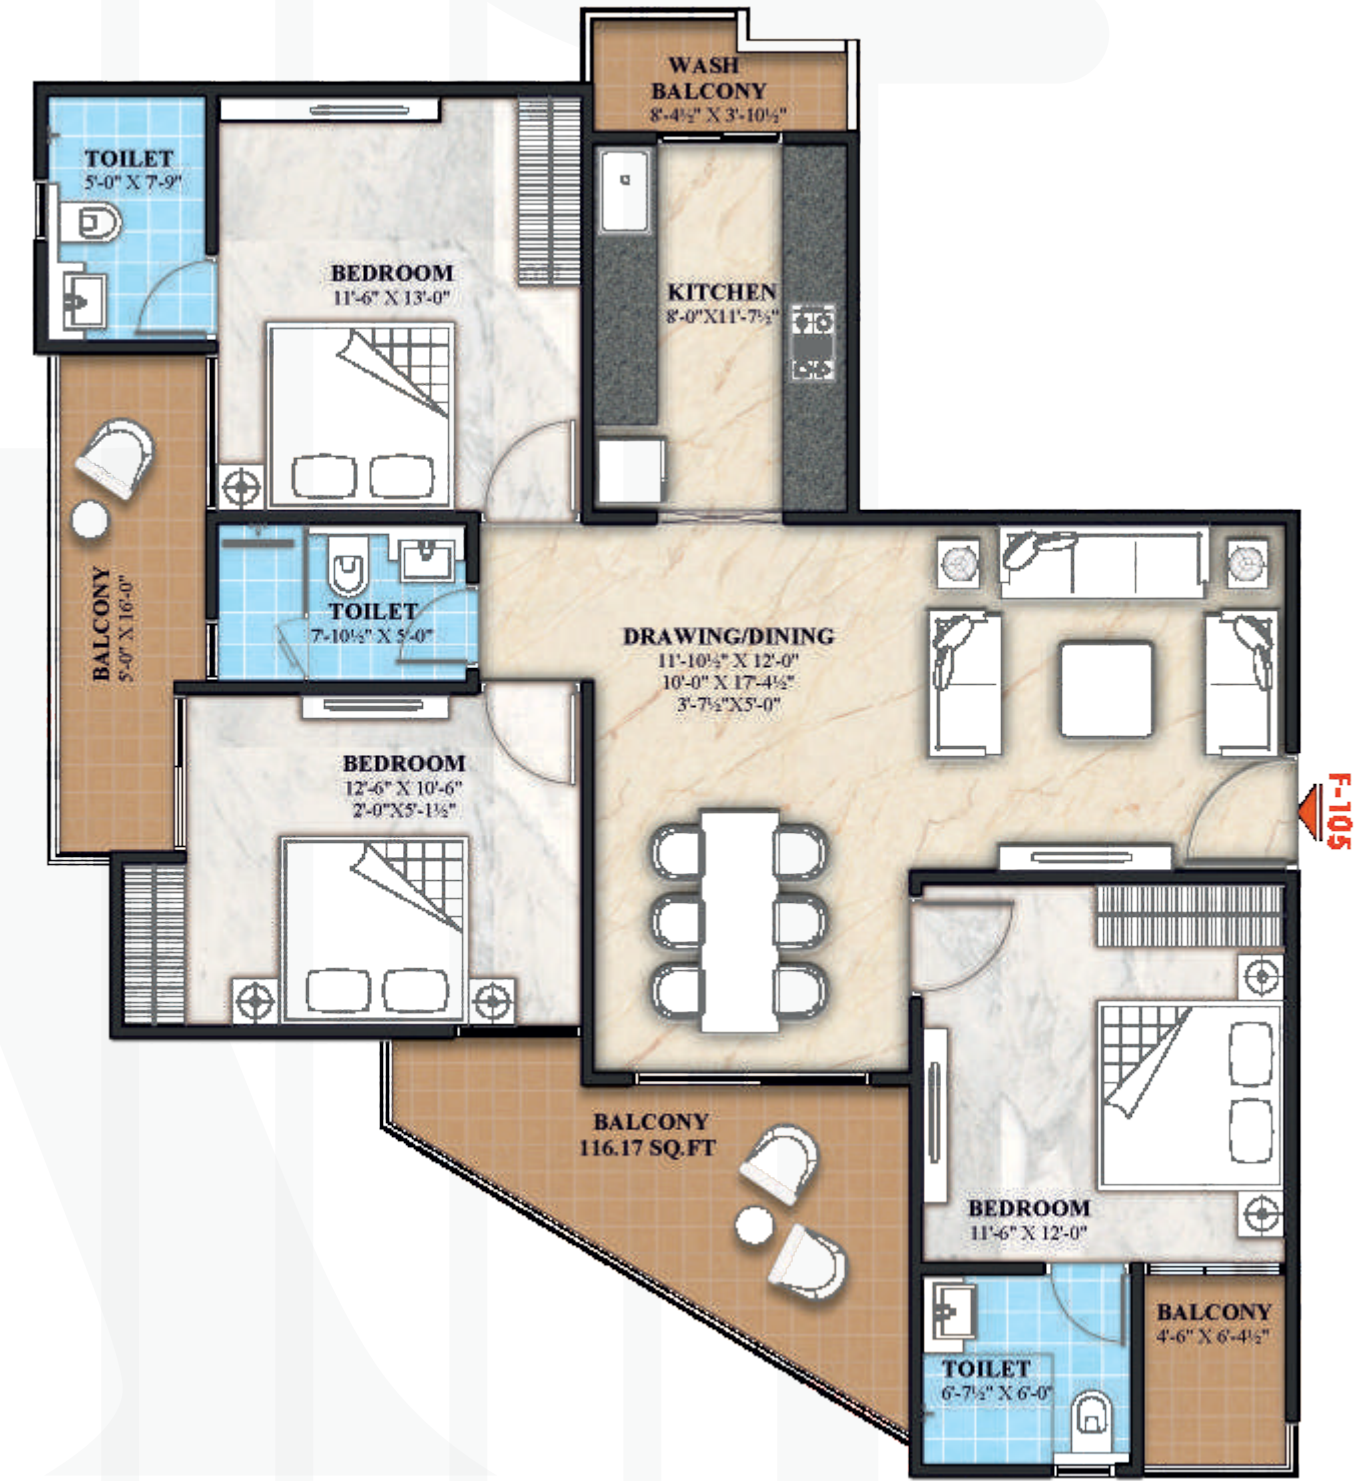 WASH
BALCONY
8'-4½" X 3'-10½"
TOILET
5'-0" X 7'-9"
BEDROOM
11'-6" X 13'-0"
KITCHEN
8'-0"X11'-7½"
BALCONY
5'-0" X 16'-0"
TOILET
7'-10½" X 5'-0"
DRAWING/DINING
11'-10½" X 12'-0"
10'-0" X 17'-4½"
3'-7½"X5'-0"
BEDROOM
12'-6" X 10'-6"
2'-0"X5'-1½"
F-105
BALCONY
116.17 SQ.FT
BEDROOM
11'-6" X 12'-0"
BALCONY
4'-6" X 6'-4½"
TOILET
6'-7½" X 6'-0"